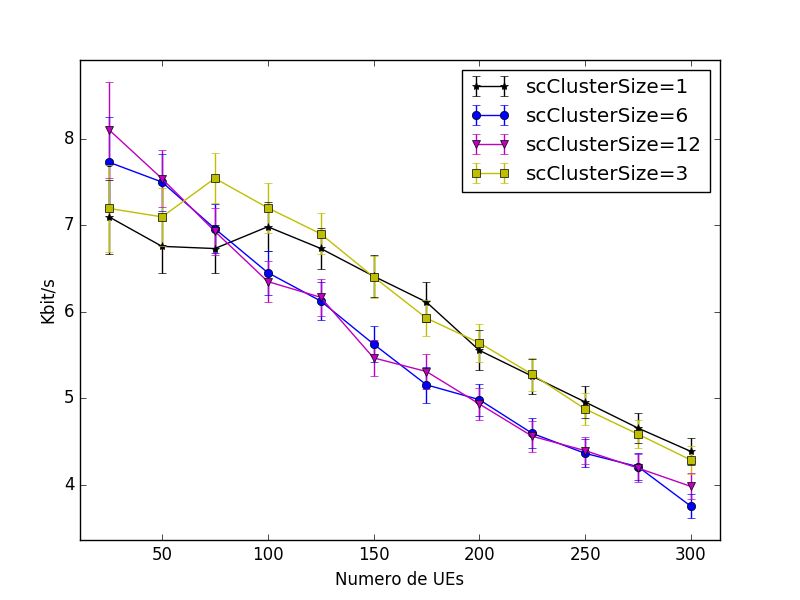 scClusterSize=1
scClusterSize=6
scClusterSize=12
scClusterSize=3
8
7
6
5
4
Kbit/s
50 100 150 200 250 300
Numero de UEs